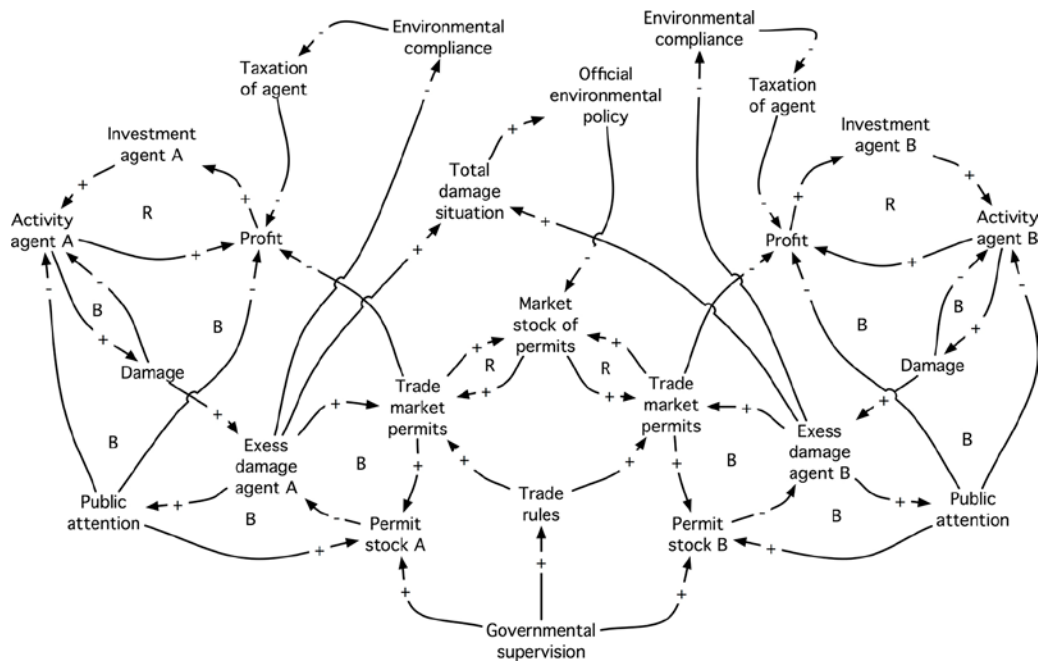 Environmental
compliance
Environmental
compliance
Taxation
of agent
Official
environmental
policy
Taxation
of agent
Investment
agent A
Investment
agent B
Total
damage
situation
Activity
agent A
R
Profit
Profit
R
Activity
agent B
B
B
Market
stock of
permits
B
B
Damage
Damage
R
R
Trade
market
permits
Trade
market
permits
B
Exess
damage
agent A
B
B
Exess
damage
agent B
B
Public
attention
B
Permit
stock A
Trade
rules
Permit
stock B
B
Public
attention
Governmental
supervision